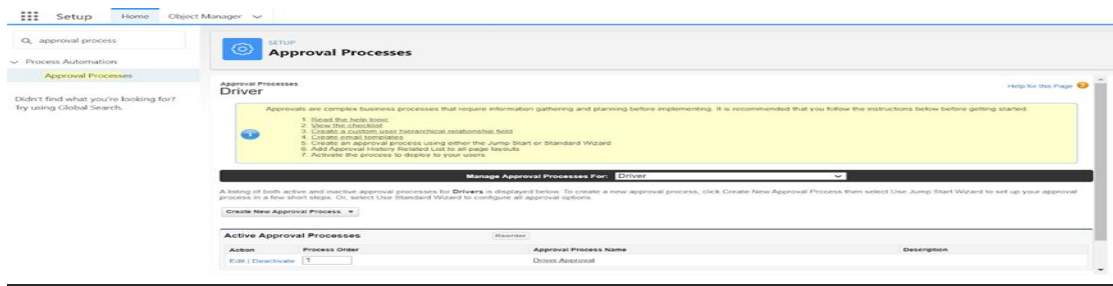 Setup Home Object Manager
approval process
Process Automation
Approval Processes
Didn't find what you're looking for?
Try using Global Search.
SETUP
Approval Processes
Approval Processes
Driver
Help for this Page
Approvals are complex business processes that require information gathering and planning before implementing. It is recommended that you follow the instructions below before getting started.
1. Read the help topic
2. View the checklist
3. Create a custom user hierarchical relationship field
4. Create email templates
5. Create an approval process using either the Jump Start or Standard Wizard
6. Add Approval History Related List to all page layouts
7. Activate the process to deploy to your users
Manage Approval Processes For: Driver
A listing of both active and inactive approval processes for Drivers is displayed below. To create a new approval process, click Create New Approval Process then select Use Jump Start Wizard to set up your approval
process in a few short steps. Or, select Use Standard Wizard to configure all approval options.
Create New Approval Process
Active Approval Processes Reorder
Action Process Order Approval Process Name Description
Edit | Deactivate 1 Driver Approval